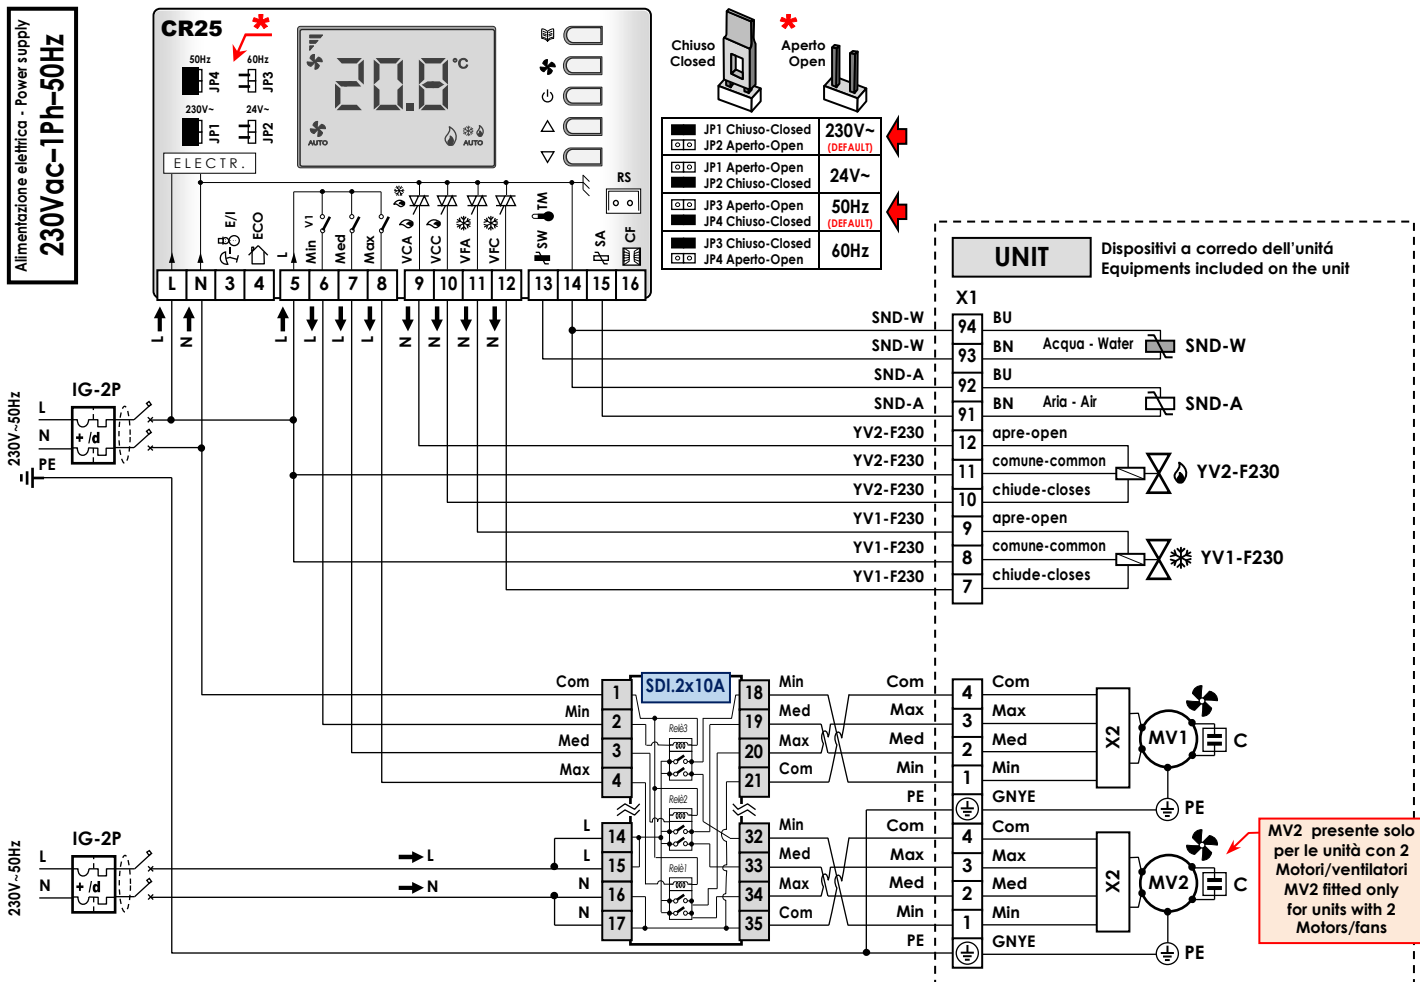 Alimentazione elettrica - Power supply
230Vac–1Ph–50Hz
CR25
*
50Hz
60Hz
JP4
JP3
230V~
24V~
JP1
JP2
ELECTR.
20.8 °C
AUTO
AUTO
RS
E/I
ECO
L
Min
V1
Med
Max
VCA
VCC
VFA
VFC
SW
TM
SA
CF
L N 3 4 5 6 7 8 9 10 11 12 13 14 15 16
L
N
L
L
L
L
N
N
N
N
Chiuso
Closed
*
Aperto
Open
JP1 Chiuso-Closed
JP2 Aperto-Open
230V~
(DEFAULT)
JP1 Aperto-Open
JP2 Chiuso-Closed
24V~
JP3 Aperto-Open
JP4 Chiuso-Closed
50Hz
(DEFAULT)
JP3 Chiuso-Closed
JP4 Aperto-Open
60Hz
UNIT
Dispositivi a corredo dell'unitá
Equipments included on the unit
X1
SND-W 94 BU
SND-W 93 BN Acqua - Water SND-W
SND-A 92 BU
SND-A 91 BN Aria - Air SND-A
YV2-F230 12 apre-open
YV2-F230 11 comune-common YV2-F230
YV2-F230 10 chiude-closes
YV1-F230 9 apre-open
YV1-F230 8 comune-common YV1-F230
YV1-F230 7 chiude-closes
230V~50Hz
IG-2P
L
N
PE
+ /d
SDI.2x10A
Com 1
Min 2
Med 3
Max 4
L 14
L 15
N 16
N 17
Relè3
Relè2
Relè1
18 Min
19 Med
20 Max
21 Com
32 Min
33 Med
34 Max
35 Com
Com 4 Com
Max 3 Max
Med 2 Med
Min 1 Min
PE GNYE
X2
MV1
C
PE
Com 4 Com
Max 3 Max
Med 2 Med
Min 1 Min
PE GNYE
X2
MV2
C
PE
230V~50Hz
IG-2P
L
N
+ /d
L
N
MV2 presente solo
per le unità con 2
Motori/ventilatori
MV2 fitted only
for units with 2
Motors/fans